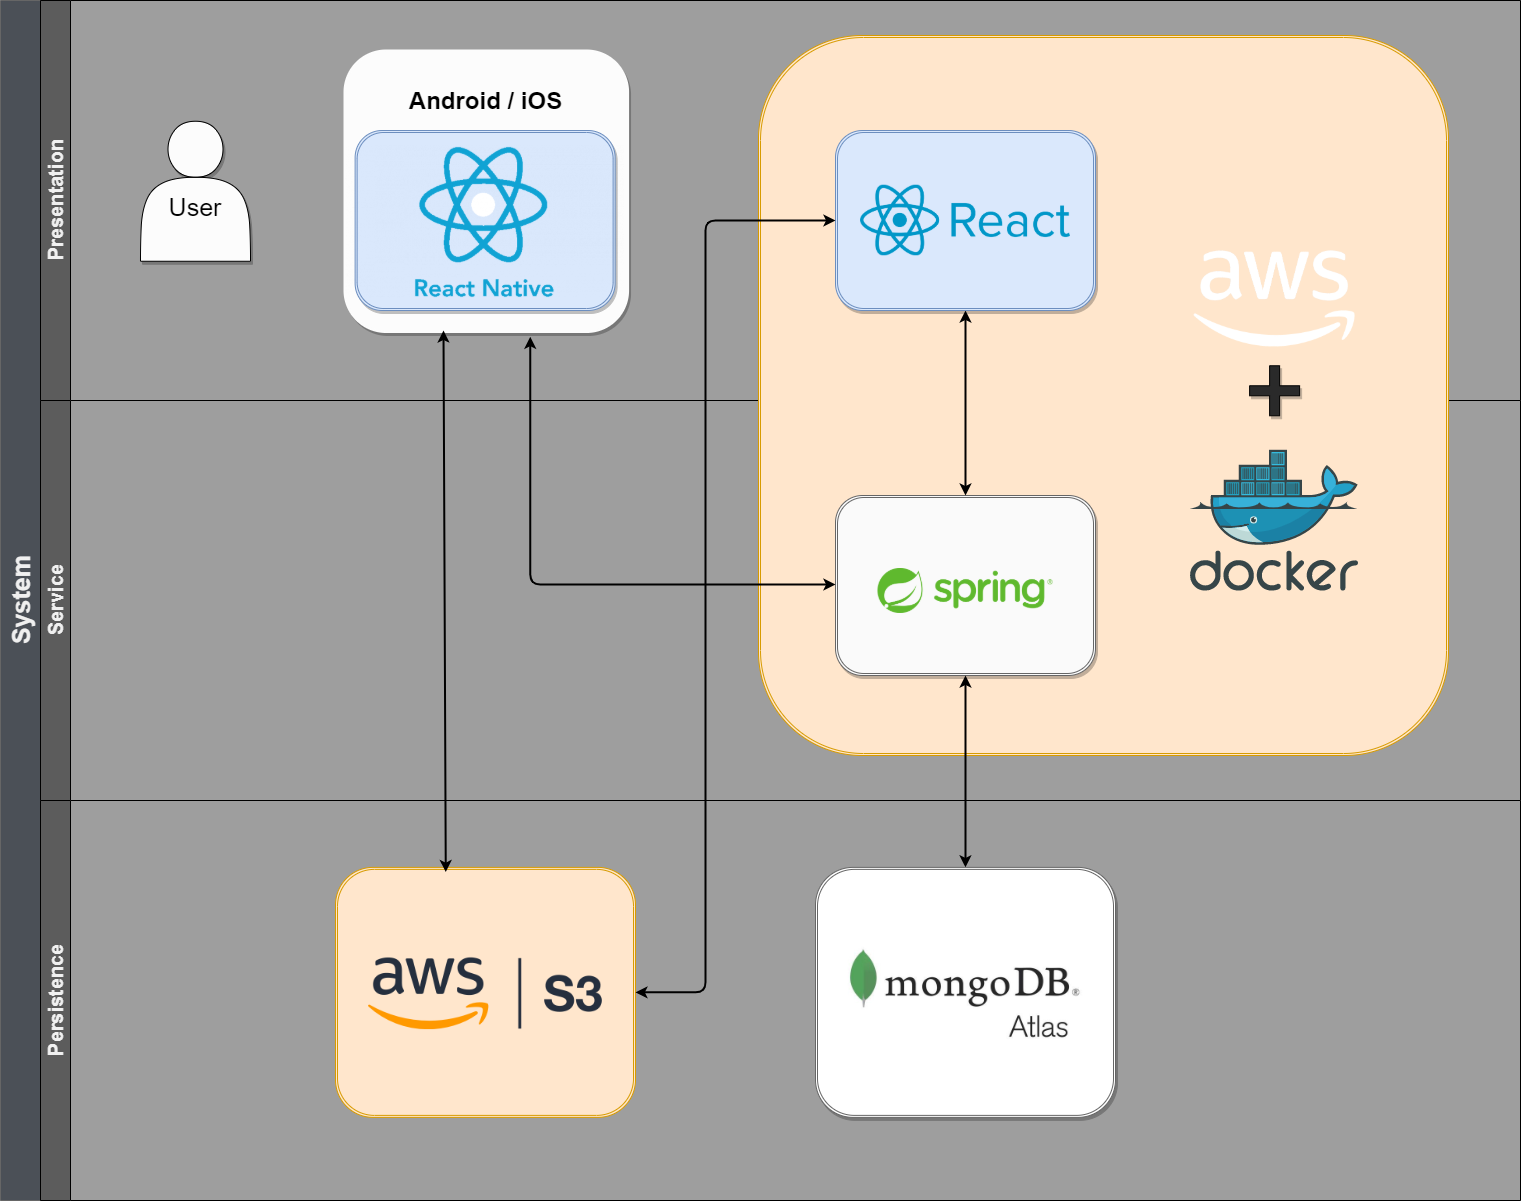 System
Presentation
User
Android / iOS
React Native
React
aws
+
docker
Service
spring®
Persistence
aws | S3
mongoDB®
Atlas